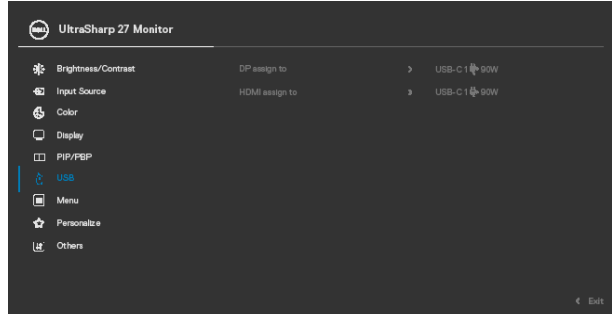 DELL UltraSharp 27 Monitor
Brightness/Contrast DP assign to > USB-C 1 90W
Input Source HDMI assign to > USB-C 1 90W
Color
Display
PIP/PBP
USB
Menu
Personalize
Others
Exit